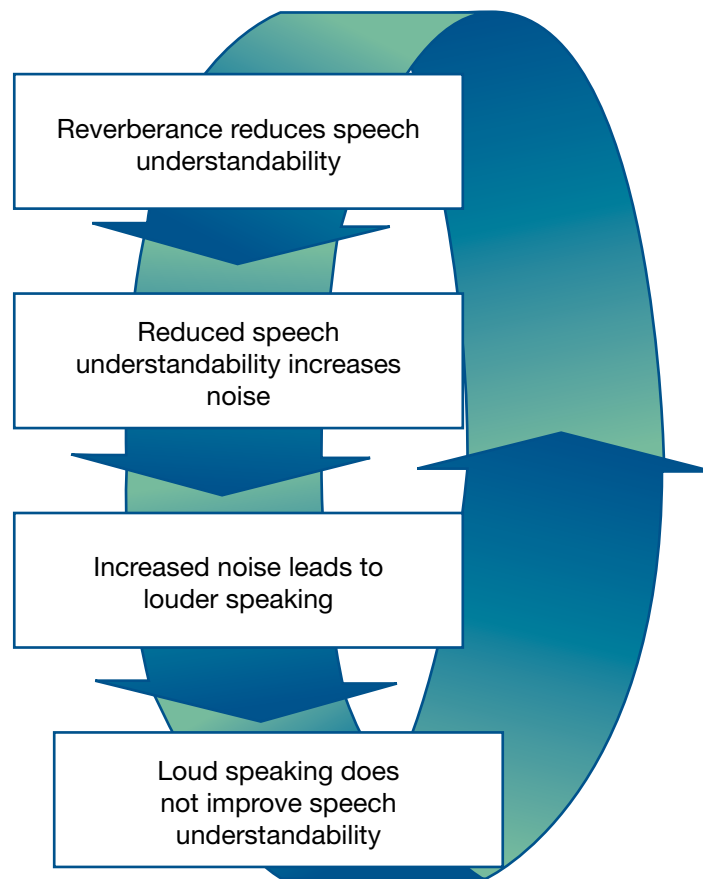 Reverberance reduces speech
understandability
Reduced speech
understandability increases
noise
Increased noise leads to
louder speaking
Loud speaking does
not improve speech
understandability